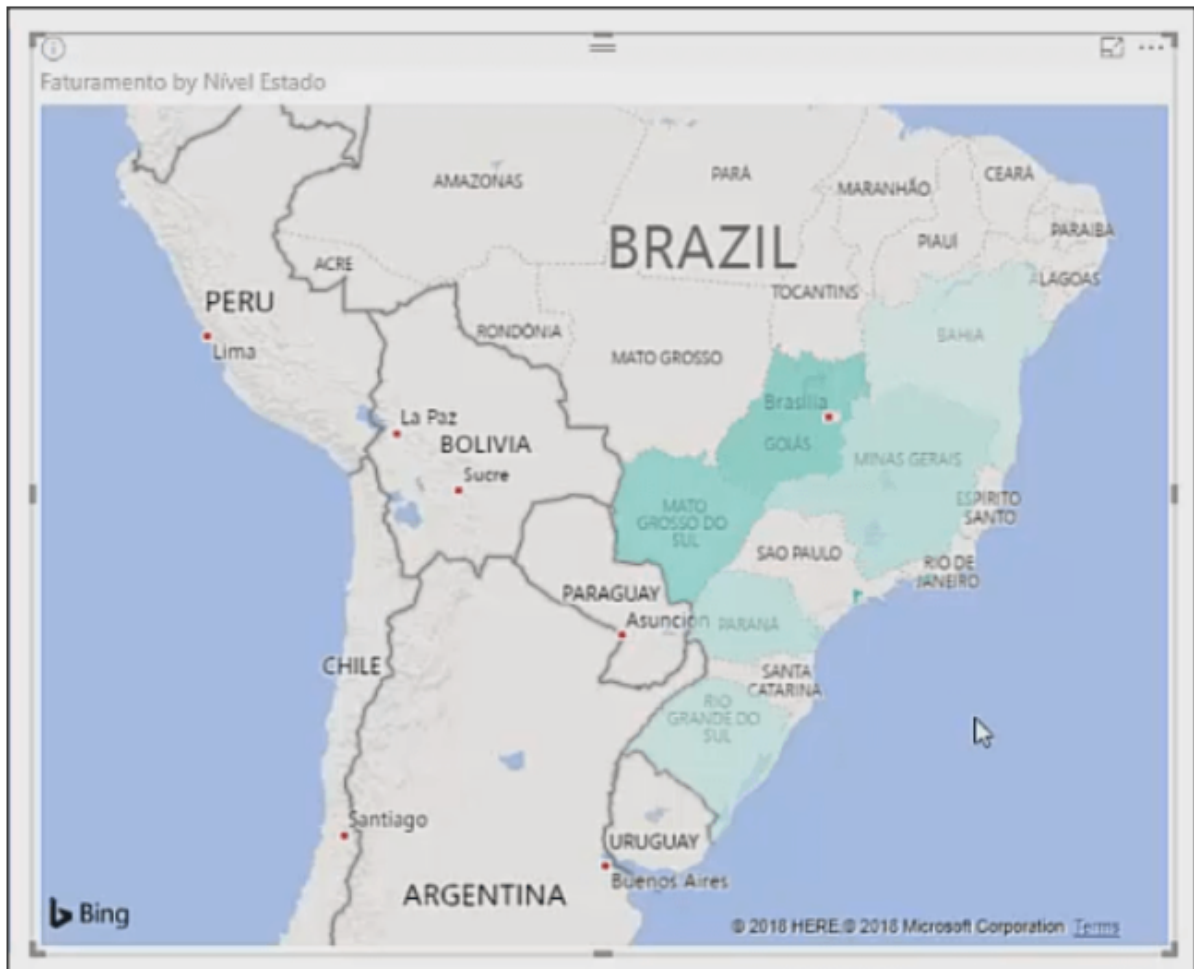 Faturamento by Nível Estado
AMAZONAS
PARÁ
MARANHÃO
CEARÁ
PARAIBA
PIAUÍ
BRAZIL
ACRE
ALAGOAS
TOCANTINS
PERU
Lima
RONDÔNIA
MATO GROSSO
BAHIA
Brasília
La Paz
BOLIVIA
GOIÁS
MINAS GERAIS
Sucre
ESPIRITO
SANTO
MATO
GROSSO DO
SUL
SAO PAULO
RIO DE
JANEIRO
PARAGUAY
Asuncion
PARANÁ
CHILE
SANTA
CATARINA
RIO
GRANDE DO
SUL
Santiago
URUGUAY
Buenos Aires
ARGENTINA
Bing
© 2018 HERE © 2018 Microsoft Corporation Terms